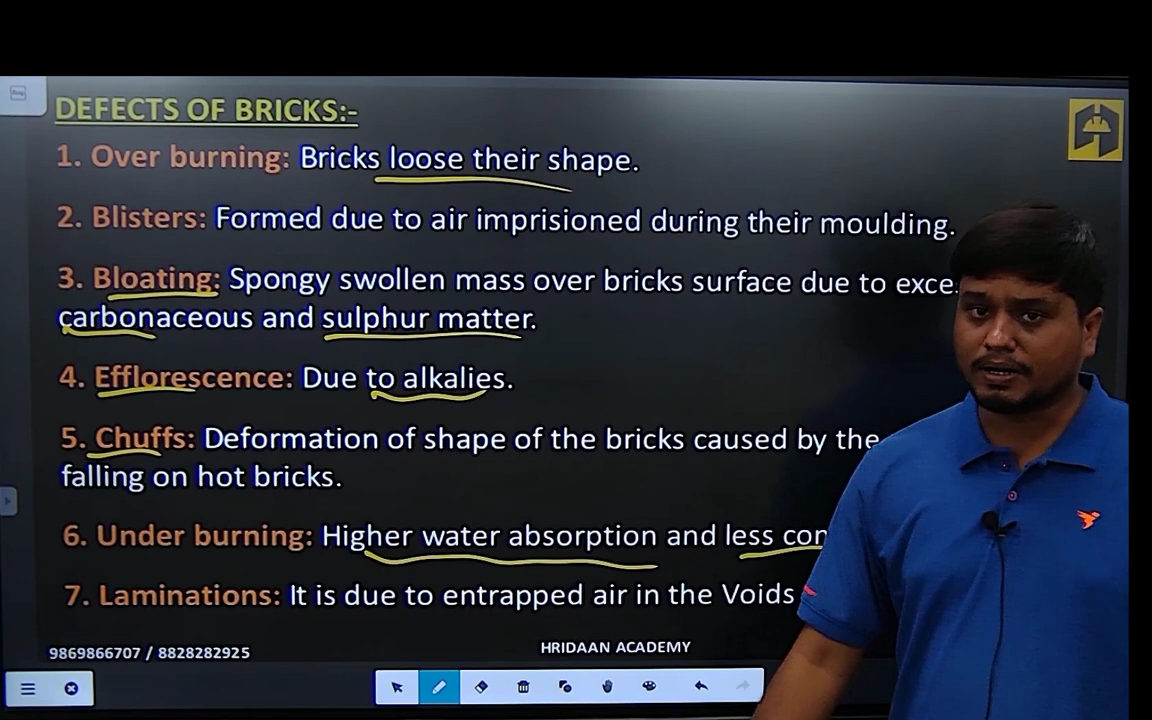 DEFECTS OF BRICKS:-
1. Over burning: Bricks loose their shape.
2. Blisters: Formed due to air imprisioned during their moulding.
3. Bloating: Spongy swollen mass over bricks surface due to
carbonaceous and sulphur matter.
4. Efflorescence: Due to alkalies.
5. Chuffs: Deformation of shape of the bricks caused by the
falling on hot bricks.
6. Under burning: Higher water absorption and less
7. Laminations: It is due to entrapped air in the Voids
9869866707 / 8828282925
HRIDAAN ACADEMY